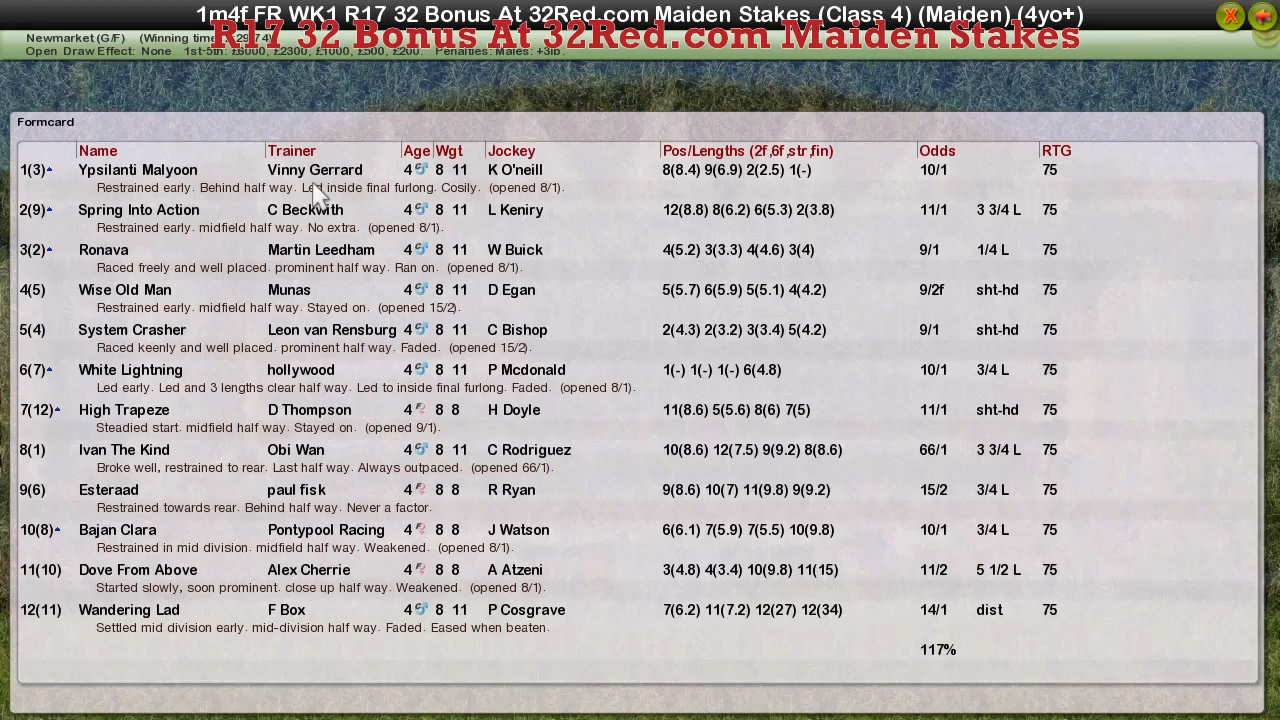 1m4f FR WK1 R17 32 Bonus At 32Red.com Maiden Stakes (Class 4) (Maiden) (4yo+)
R17 32 Bonus At 32Red.com Maiden Stakes
Newmarket (G/F) (Winning time 29.74)
Open Draw Effect: None 1st-5th: £6000, £2300, £1000, £500, £200. Penalties: Males: +3lb.
X
Formcard
Name Trainer Age Wgt Jockey Pos/Lengths (2f,6f,str,fin) Odds RTG
1(3) Ypsilanti Malyoon Vinny Gerrard 4 8 11 K O'neill 8(8.4) 9(6.9) 2(2.5) 1(-) 10/1 75
Restrained early. Behind half way. Led inside final furlong. Cosily. (opened 8/1).
2(9) Spring Into Action C Beckwith 4 8 11 L Keniry 12(8.8) 8(6.2) 6(5.3) 2(3.8) 11/1 3 3/4 L 75
Restrained early. midfield half way. No extra. (opened 8/1).
3(2) Ronava Martin Leedham 4 8 11 W Buick 4(5.2) 3(3.3) 4(4.6) 3(4) 9/1 1/4 L 75
Raced freely and well placed. prominent half way. Ran on. (opened 8/1).
4(5) Wise Old Man Munas 4 8 11 D Egan 5(5.7) 6(5.9) 5(5.1) 4(4.2) 9/2f sht-hd 75
Restrained early. midfield half way. Stayed on. (opened 15/2).
5(4) System Crasher Leon van Rensburg 4 8 11 C Bishop 2(4.3) 2(3.2) 3(3.4) 5(4.2) 9/1 sht-hd 75
Raced keenly and well placed. prominent half way. Faded. (opened 15/2).
6(7) White Lightning hollywood 4 8 11 P Mcdonald 1(-) 1(-) 1(-) 6(4.8) 10/1 3/4 L 75
Led early. Led and 3 lengths clear half way. Led to inside final furlong. Faded. (opened 8/1).
7(12) High Trapeze D Thompson 4 8 8 H Doyle 11(8.6) 5(5.6) 8(6) 7(5) 11/1 sht-hd 75
Steadied start. midfield half way. Stayed on. (opened 9/1).
8(1) Ivan The Kind Obi Wan 4 8 11 C Rodriguez 10(8.6) 12(7.5) 9(9.2) 8(8.6) 66/1 3 3/4 L 75
Broke well, restrained to rear. Last half way. Always outpaced. (opened 66/1).
9(6) Esteraad paul fisk 4 8 8 R Ryan 9(8.6) 10(7) 11(9.8) 9(9.2) 15/2 3/4 L 75
Restrained towards rear. Behind half way. Never a factor.
10(8) Bajan Clara Pontypool Racing 4 8 8 J Watson 6(6.1) 7(5.9) 7(5.5) 10(9.8) 10/1 3/4 L 75
Restrained in mid division. midfield half way. Weakened. (opened 8/1).
11(10) Dove From Above Alex Cherrie 4 8 8 A Atzeni 3(4.8) 4(3.4) 10(9.8) 11(15) 11/2 5 1/2 L 75
Started slowly, soon prominent. close up half way. Weakened. (opened 8/1).
12(11) Wandering Lad F Box 4 8 11 P Cosgrave 7(6.2) 11(7.2) 12(27) 12(34) 14/1 dist 75
Settled mid division early. mid-division half way. Faded. Eased when beaten.
117%